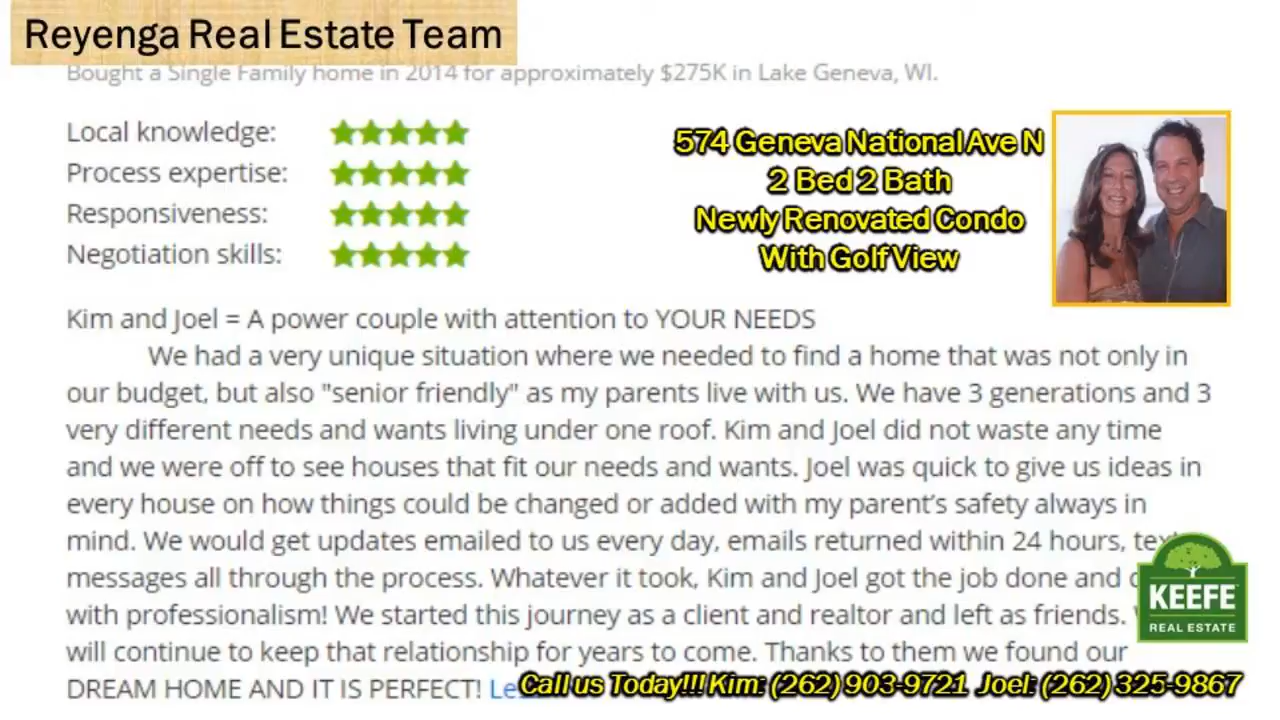 Reyenga Real Estate Team
Bought a Single Family home in 2014 for approximately $275K in Lake Geneva, WI.
Local knowledge:
Process expertise:
Responsiveness:
Negotiation skills:
574 Geneva National Ave N
2 Bed 2 Bath
Newly Renovated Condo
With Golf View
Kim and Joel = A power couple with attention to YOUR NEEDS
We had a very unique situation where we needed to find a home that was not only in
our budget, but also "senior friendly" as my parents live with us. We have 3 generations and 3
very different needs and wants living under one roof. Kim and Joel did not waste any time
and we were off to see houses that fit our needs and wants. Joel was quick to give us ideas in
every house on how things could be changed or added with my parent's safety always in
mind. We would get updates emailed to us every day, emails returned within 24 hours, text
messages all through the process. Whatever it took, Kim and Joel got the job done and
with professionalism! We started this journey as a client and realtor and left as friends.
will continue to keep that relationship for years to come. Thanks to them we found our
DREAM HOME AND IT IS PERFECT!
KEEFE
REAL ESTATE
Call us Today!!! Kim: (262) 903-9721 Joel: (262) 325-9867